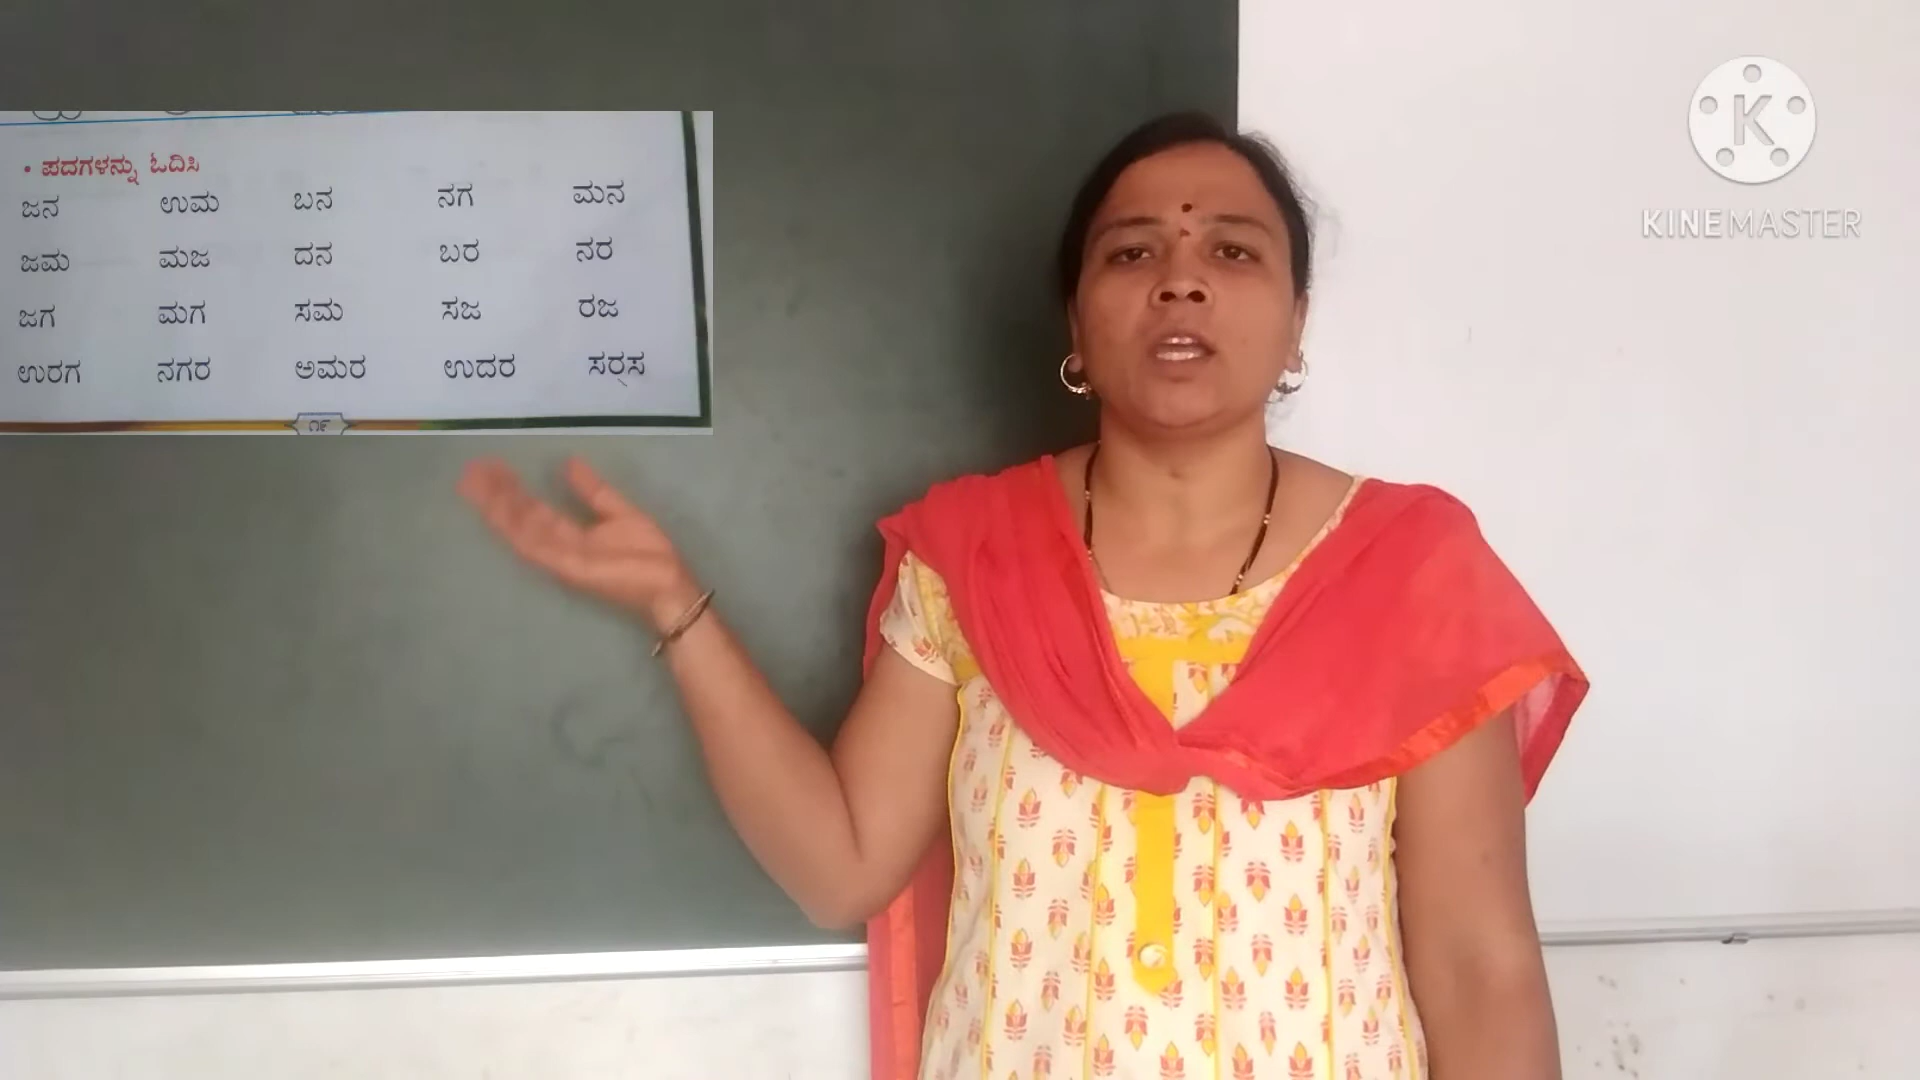 • ಪದಗಳನ್ನು ಓದಿಸಿ
ಜನ ಉಮ ಬನ ನಗ ಮನ
ಜಮ ಮಜ ದನ ಬರ ನರ
ಜಗ ಮಗ ಸಮ ಸಜ ರಜ
ಉರಗ ನಗರ ಅಮರ ಉದರ ಸರಸ
೧೯
K
KINEMASTER